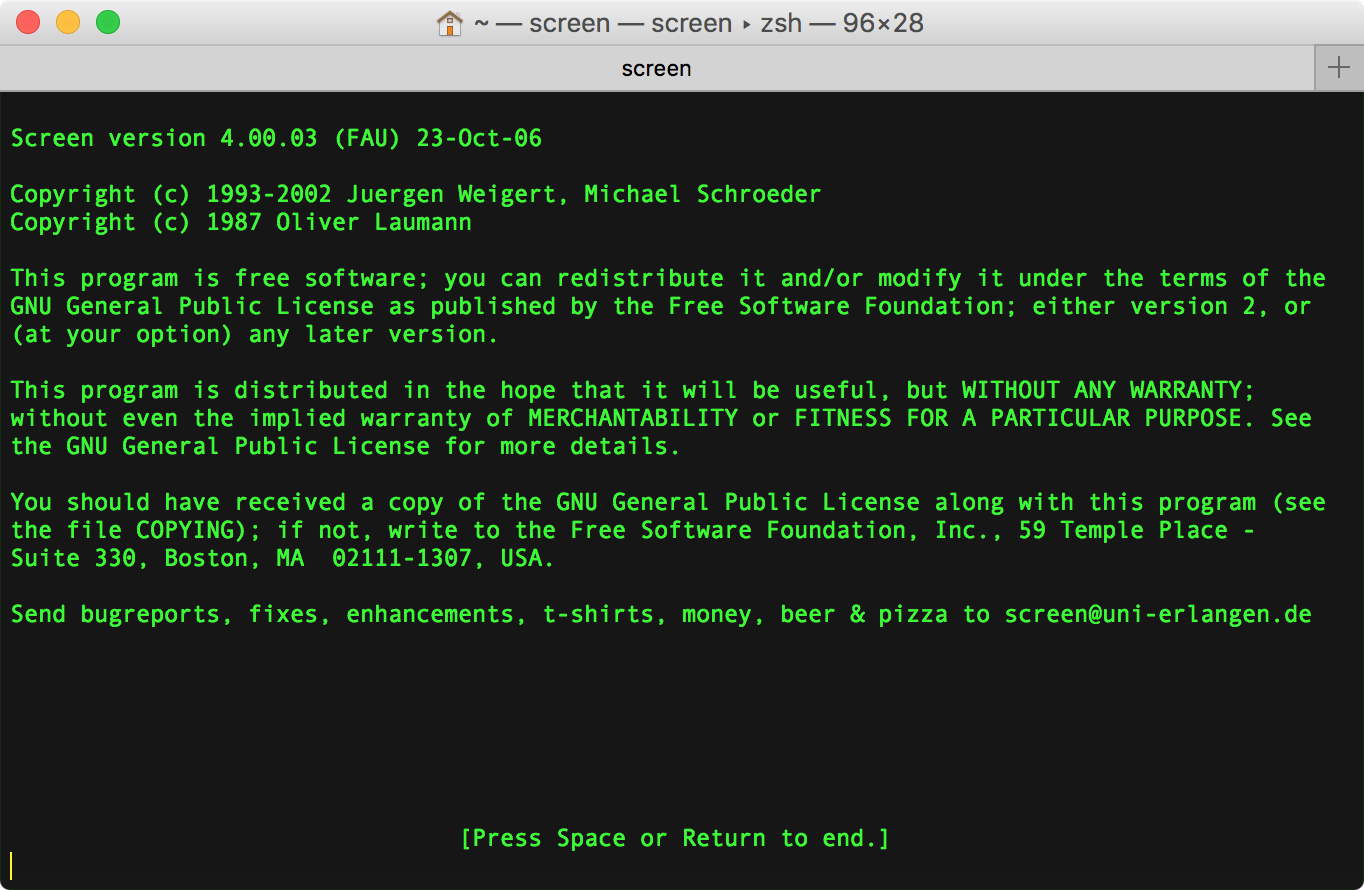 ~ — screen — screen ▸ zsh — 96×28
screen
Screen version 4.00.03 (FAU) 23-Oct-06
Copyright (c) 1993-2002 Juergen Weigert, Michael Schroeder
Copyright (c) 1987 Oliver Laumann
This program is free software; you can redistribute it and/or modify it under the terms of the
GNU General Public License as published by the Free Software Foundation; either version 2, or
(at your option) any later version.
This program is distributed in the hope that it will be useful, but WITHOUT ANY WARRANTY;
without even the implied warranty of MERCHANTABILITY or FITNESS FOR A PARTICULAR PURPOSE. See
the GNU General Public License for more details.
You should have received a copy of the GNU General Public License along with this program (see
the file COPYING); if not, write to the Free Software Foundation, Inc., 59 Temple Place -
Suite 330, Boston, MA  02111-1307, USA.
Send bugreports, fixes, enhancements, t-shirts, money, beer & pizza to screen@uni-erlangen.de
[Press Space or Return to end.]